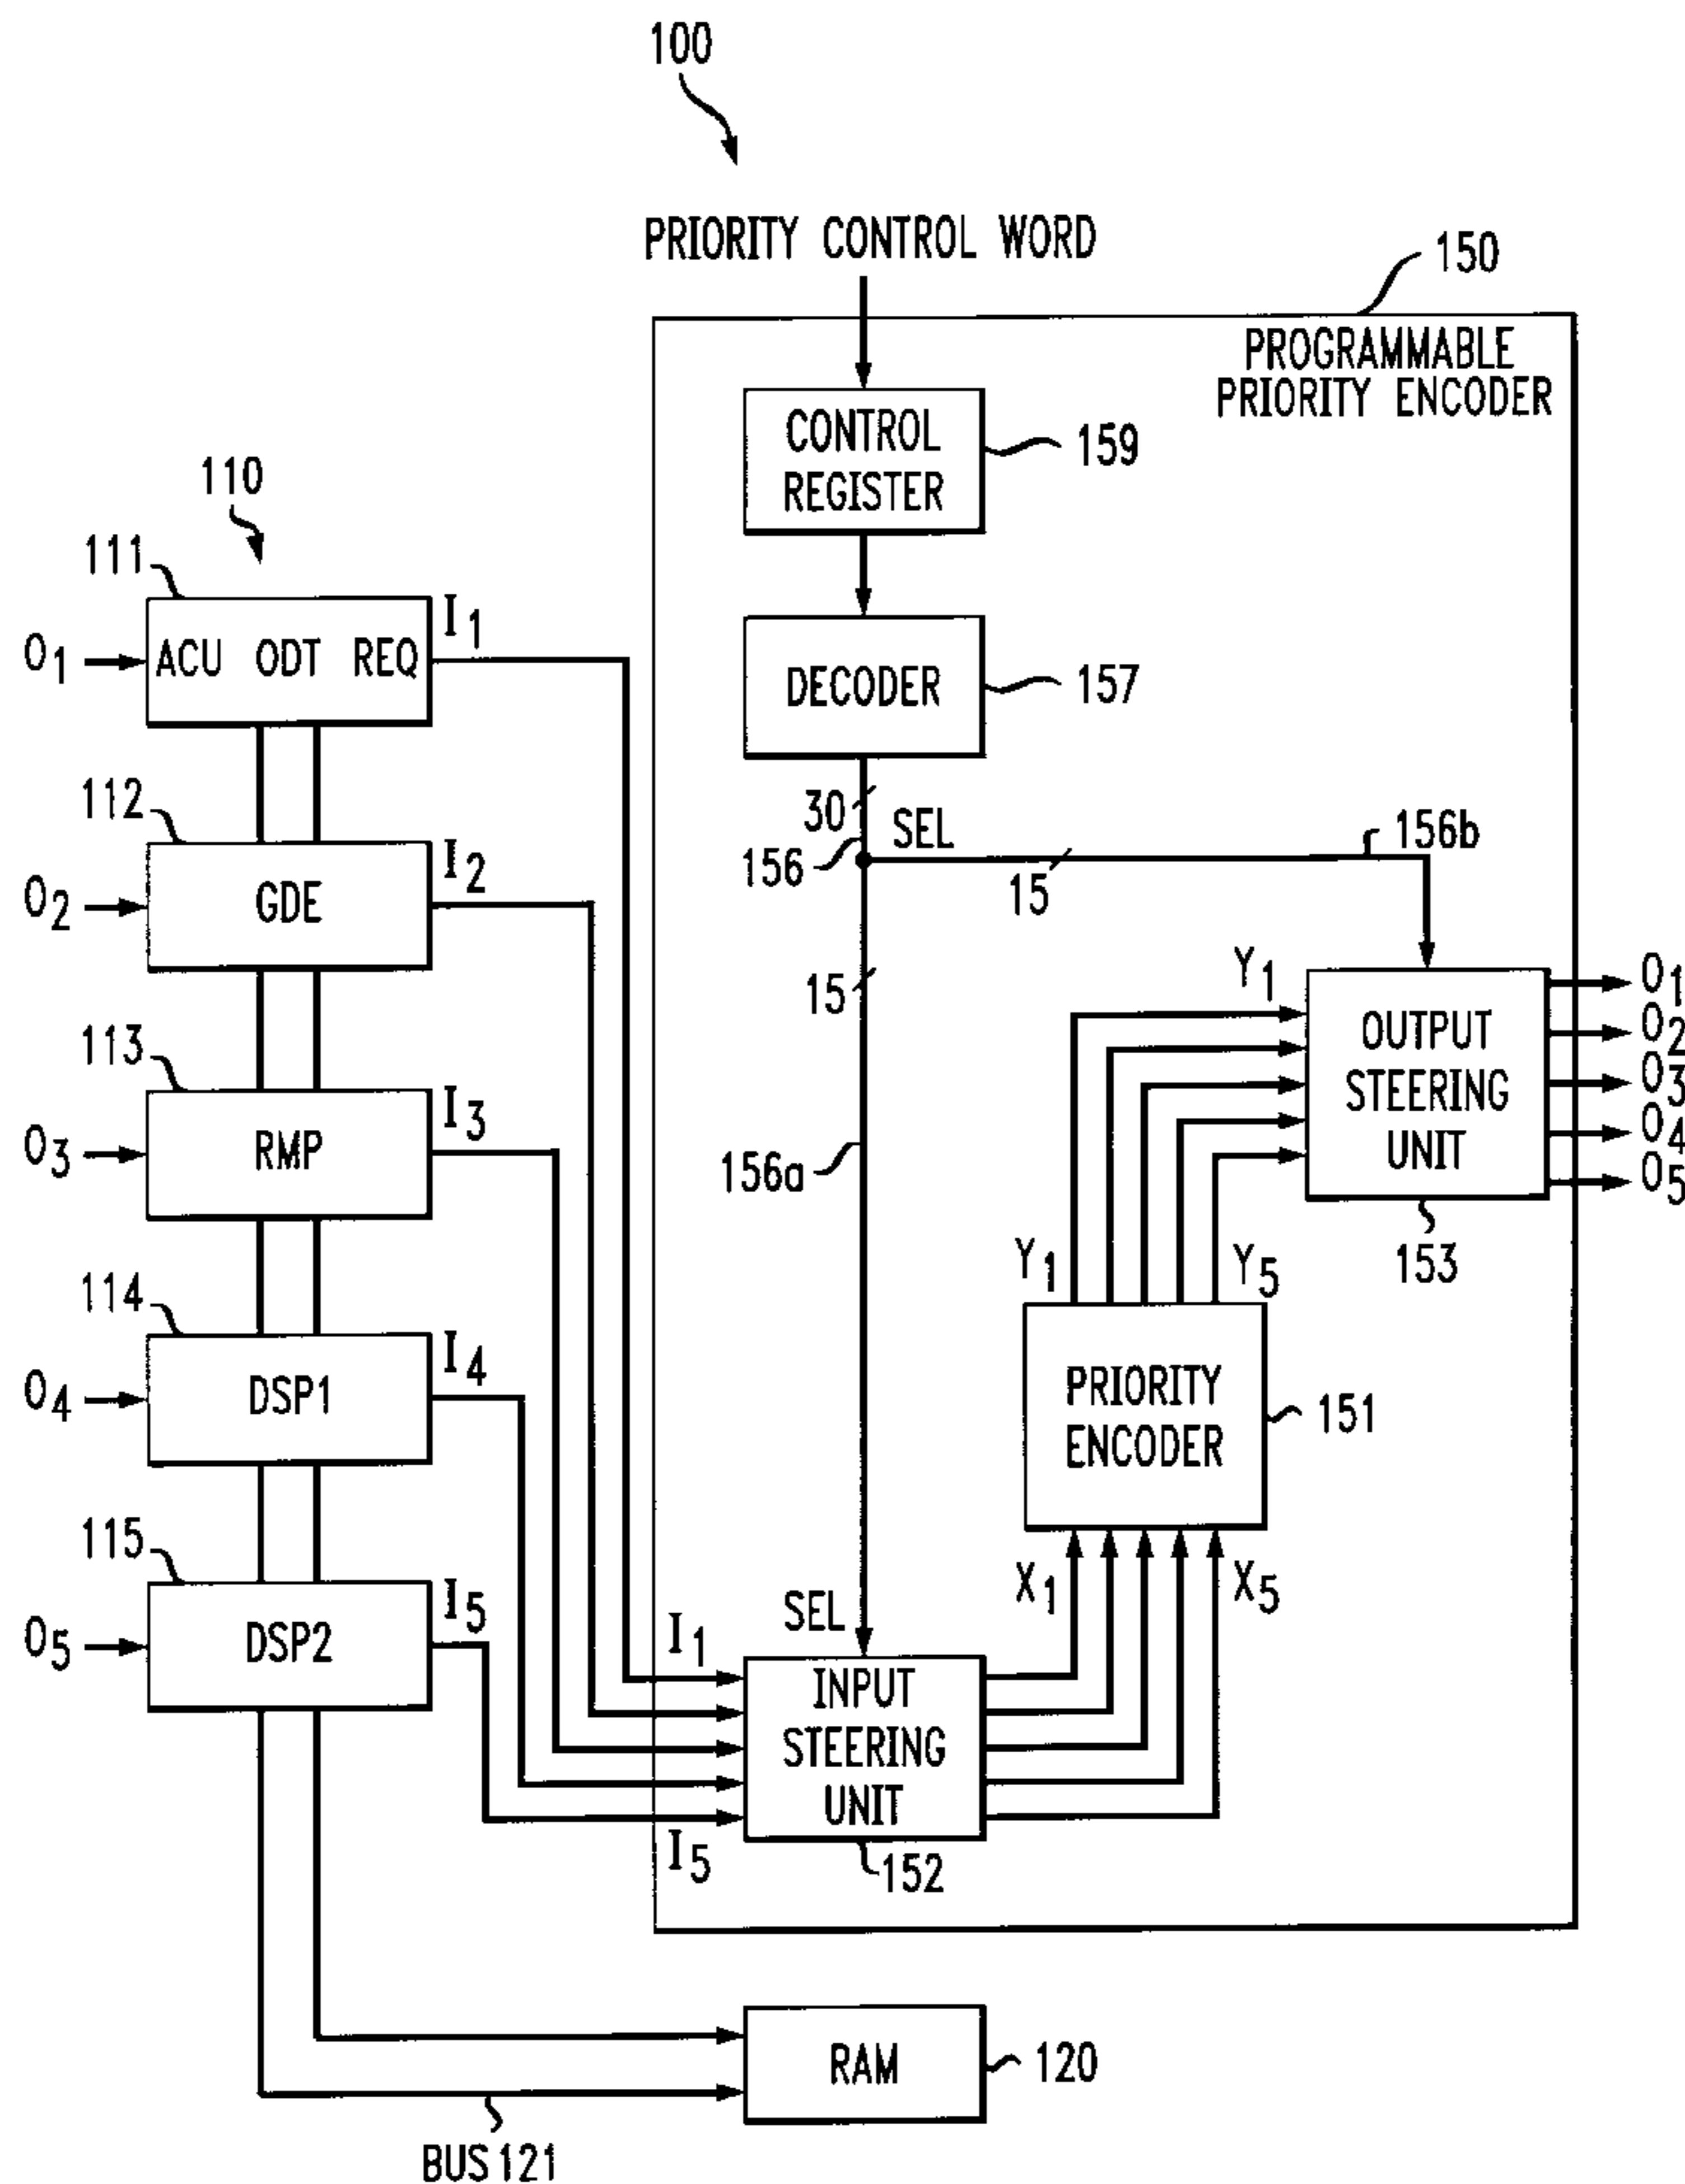 100
PRIORITY CONTROL WORD
150
PROGRAMMABLE
PRIORITY ENCODER
CONTROL
REGISTER
159
110
111
O1
ACU ODT REQ
I1
DECODER
157
30
SEL
156
156b
15
112
O2
GDE
I2
15
Y1
O1
O2
O3
O4
O5
OUTPUT
STEERING
UNIT
153
113
O3
RMP
I3
156a
Y1
Y5
114
O4
DSP1
I4
PRIORITY
ENCODER
151
115
O5
DSP2
I5
X1
X5
SEL
I1
INPUT
STEERING
UNIT
I5
152
RAM
120
BUS 121